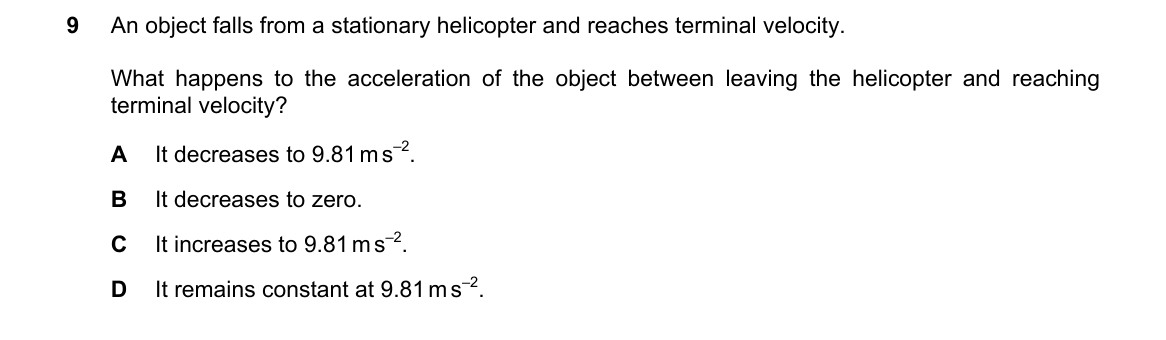 9 An object falls from a stationary helicopter and reaches terminal velocity.
What happens to the acceleration of the object between leaving the helicopter and reaching
terminal velocity?
A It decreases to 9.81 m s⁻².
B It decreases to zero.
C It increases to 9.81 m s⁻².
D It remains constant at 9.81 m s⁻².